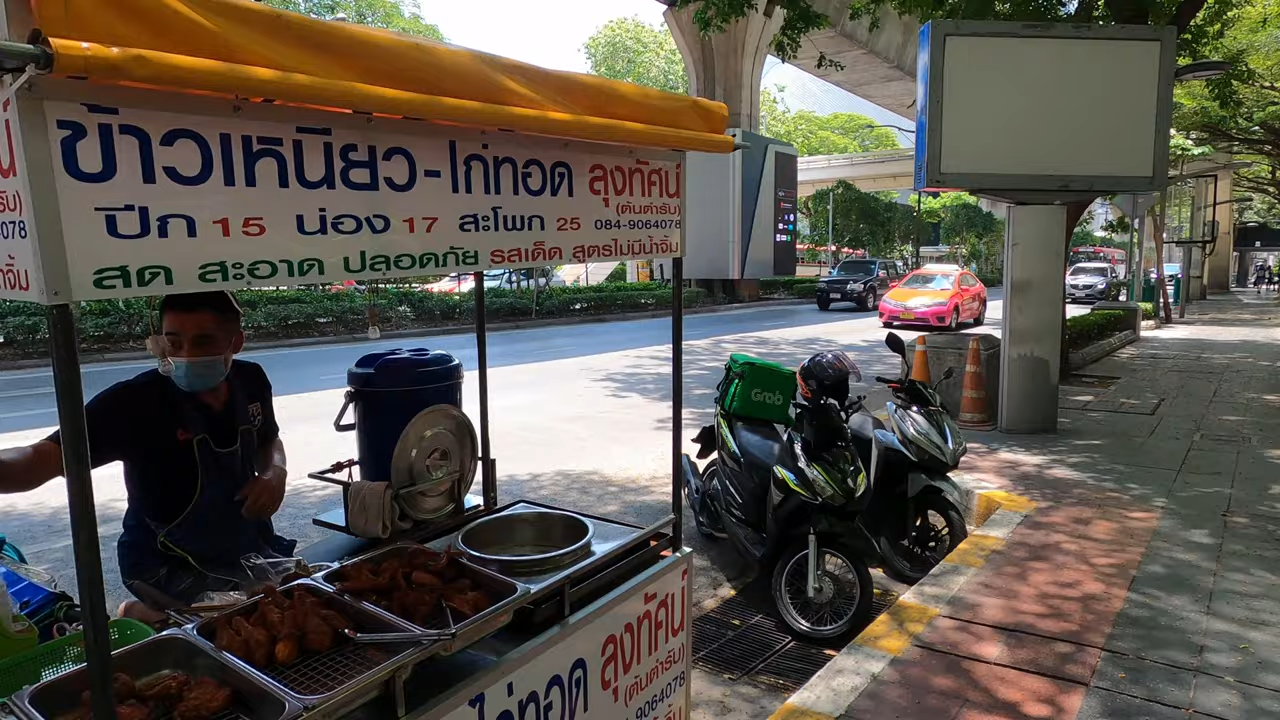 ข้าวเหนียว-ไก่ทอด ลุงทัศน์
(ต้นตำรับ)
ปีก 15 น่อง 17 สะโพก 25 084-9064078
สด สะอาด ปลอดภัย รสเด็ด สูตรไม่มีน้ำจิ้ม
Grab
ไก่ทอด ลุงทัศน์
(ต้นตำรับ)
-9064078